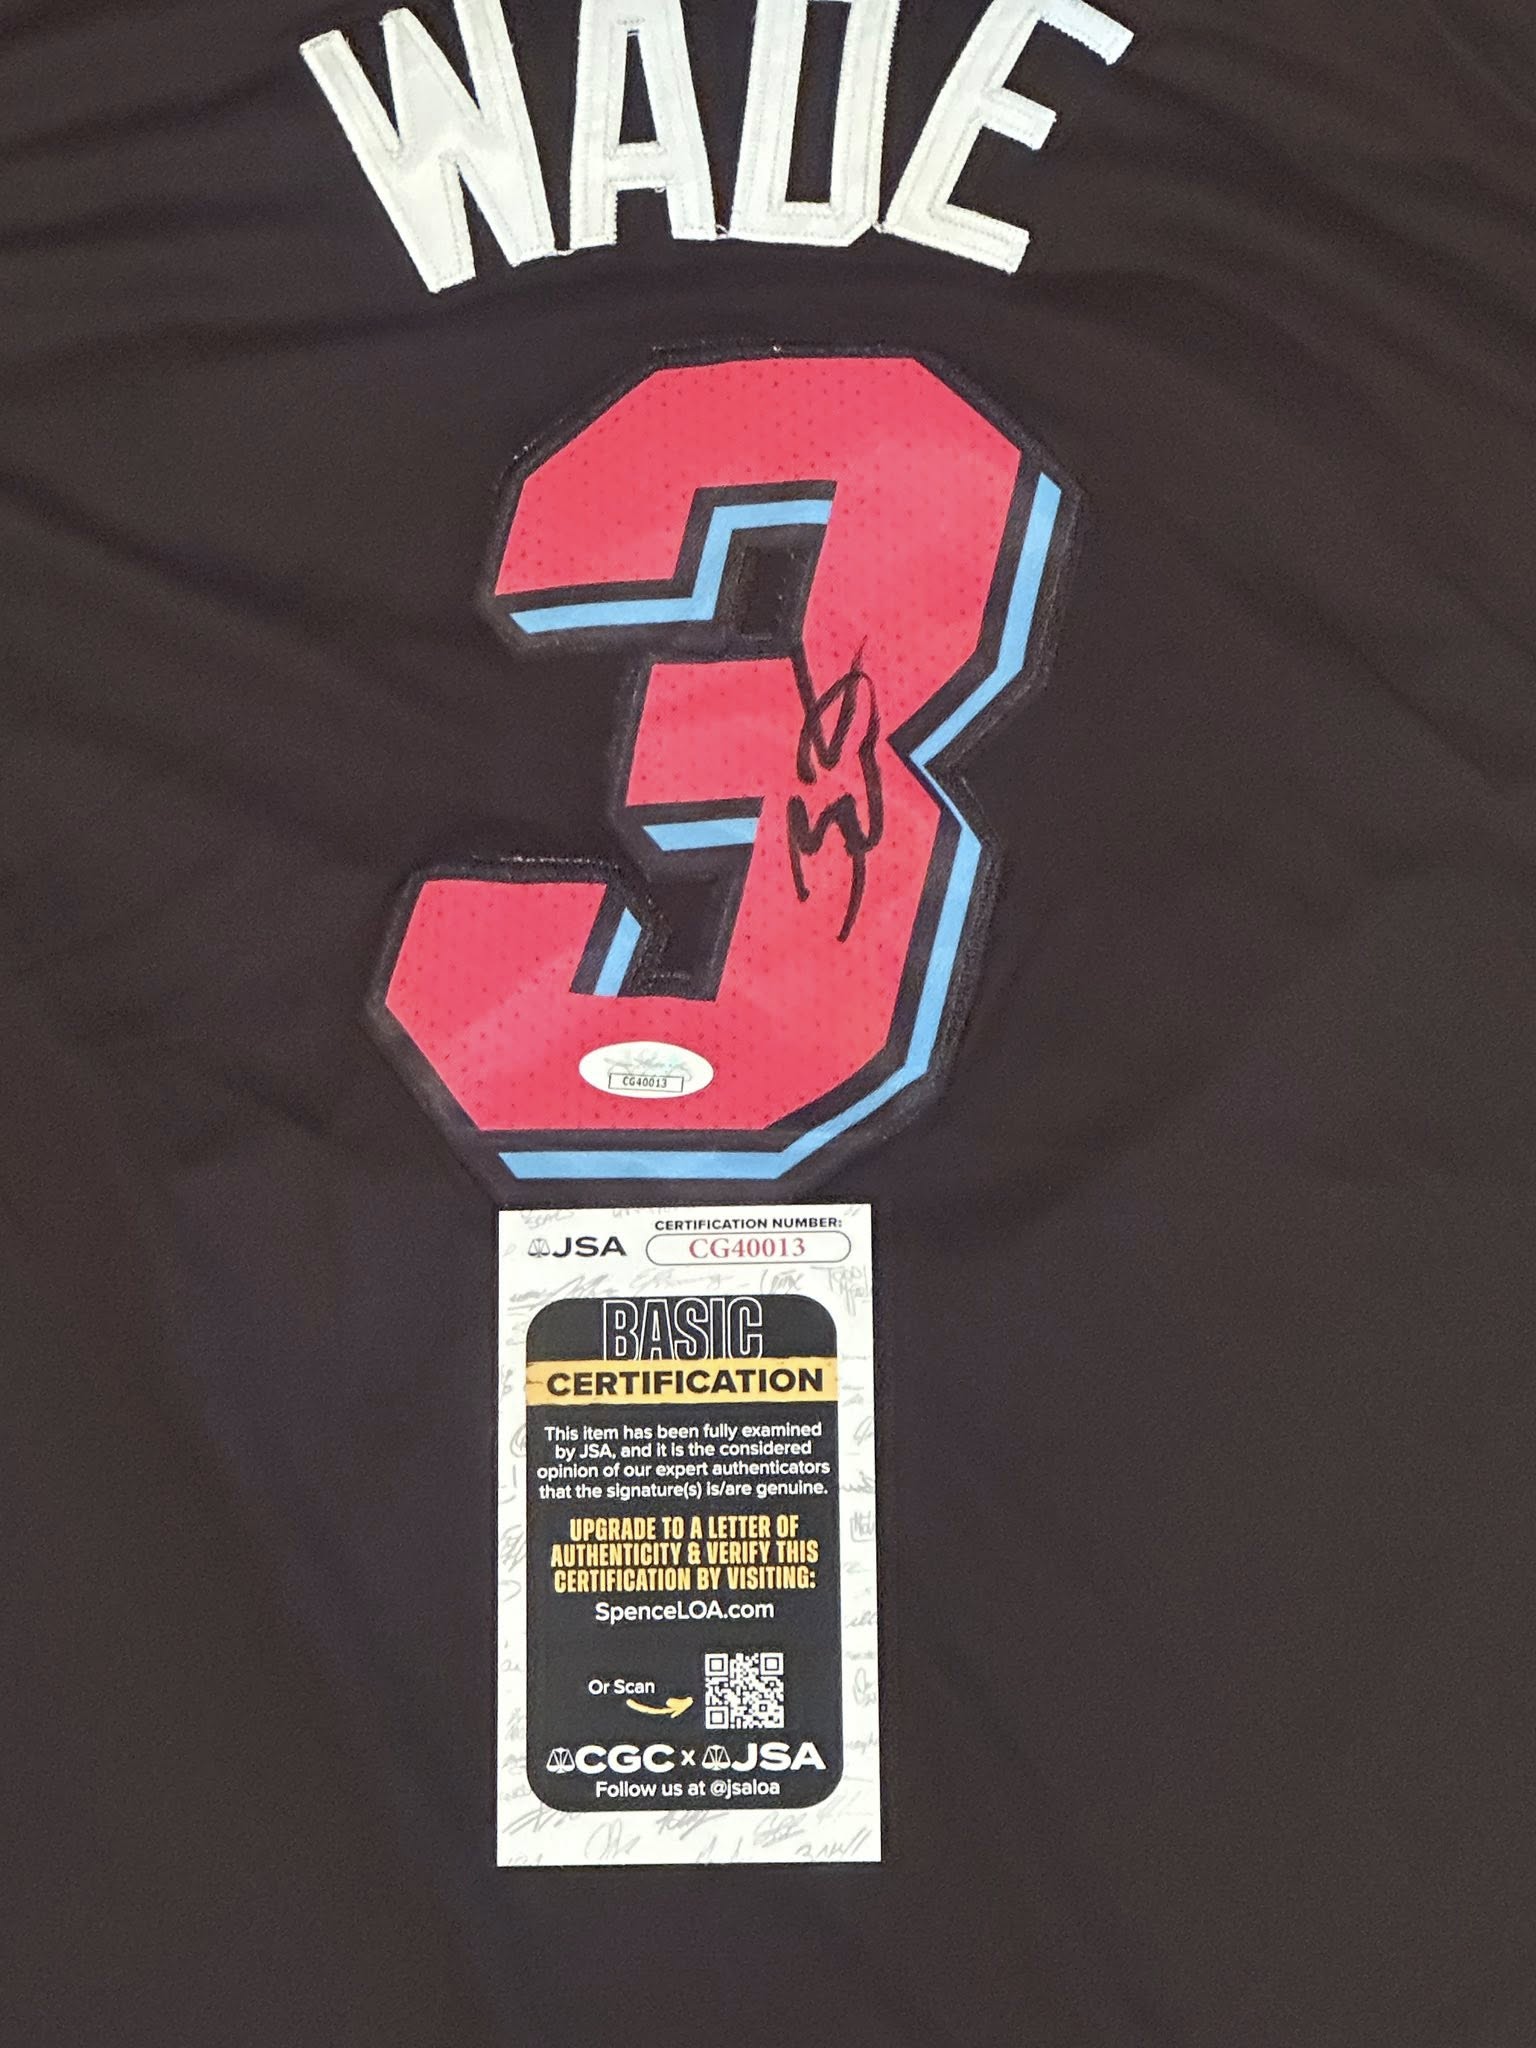 WADE
3
CG40013
JSA
CERTIFICATION NUMBER:
CG40013
BASIC
CERTIFICATION
This item has been fully examined
by JSA, and it is the considered
opinion of our expert authenticators
that the signature(s) is/are genuine.
UPGRADE TO A LETTER OF
AUTHENTICITY & VERIFY THIS
CERTIFICATION BY VISITING:
SpenceLOA.com
Or Scan
CGC x JSA
Follow us at @jsaloa